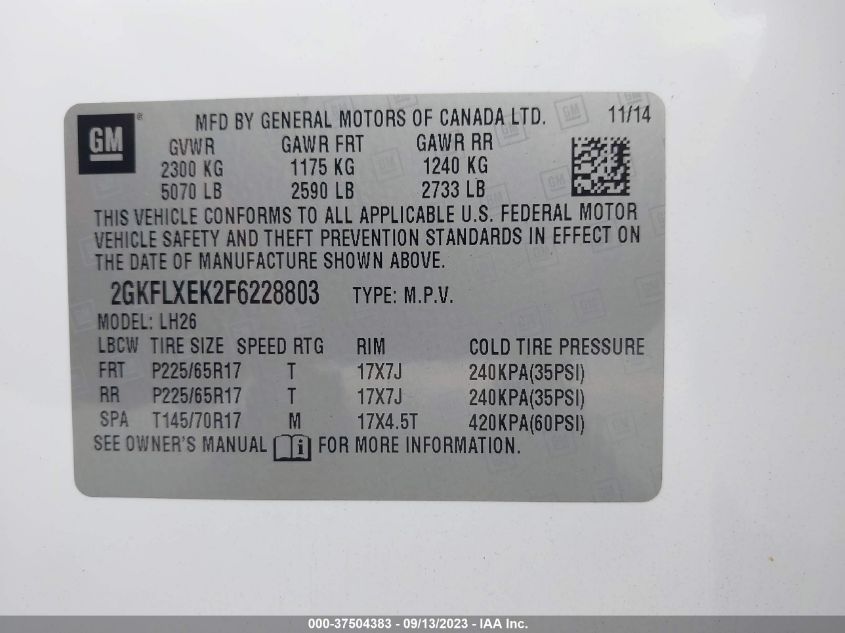 GM ® MFD BY GENERAL MOTORS OF CANADA LTD. 11/14
GVWR GAWR FRT GAWR RR
2300 KG 1175 KG 1240 KG
5070 LB 2590 LB 2733 LB
THIS VEHICLE CONFORMS TO ALL APPLICABLE U.S. FEDERAL MOTOR
VEHICLE SAFETY AND THEFT PREVENTION STANDARDS IN EFFECT ON
THE DATE OF MANUFACTURE SHOWN ABOVE.
2GKFLXEK2F6228803 TYPE: M.P.V.
MODEL: LH26
LBCW TIRE SIZE SPEED RTG RIM COLD TIRE PRESSURE
FRT P225/65R17 T 17X7J 240KPA(35PSI)
RR P225/65R17 T 17X7J 240KPA(35PSI)
SPA T145/70R17 M 17X4.5T 420KPA(60PSI)
SEE OWNER'S MANUAL i FOR MORE INFORMATION.
000-37504383 - 09/13/2023 - IAA Inc.